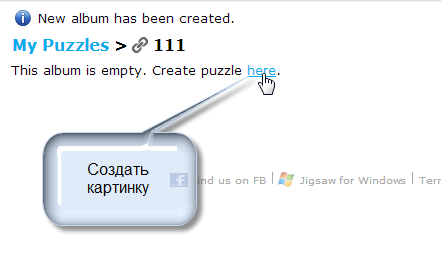 New album has been created.
My Puzzles > 111
This album is empty. Create puzzle here.
Создать
картинку
ind us on FB | Jigsaw for Windows | Term